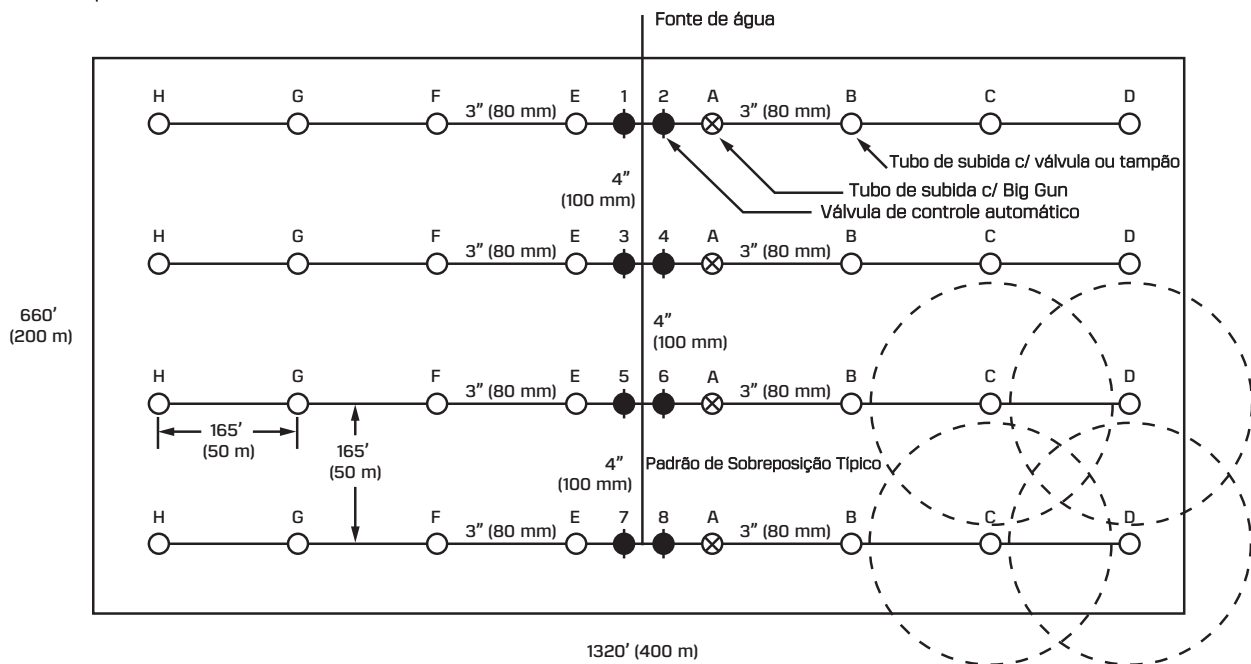 Fonte de água
H G F E 1 2 A B C D
3” (80 mm) 3” (80 mm)
Tubo de subida c/ válvula ou tampão
4”
(100 mm)
Tubo de subida c/ Big Gun
Válvula de controle automático
H G F E 3 4 A B C D
3” (80 mm) 3” (80 mm)
660’
(200 m)
4”
(100 mm)
H G F E 5 6 A B C D
3” (80 mm) 3” (80 mm)
165’
(50 m)
165’
(50 m)
4”
(100 mm)
Padrão de Sobreposição Típico
H G F E 7 8 A B C D
3” (80 mm) 3” (80 mm)
1320’ (400 m)